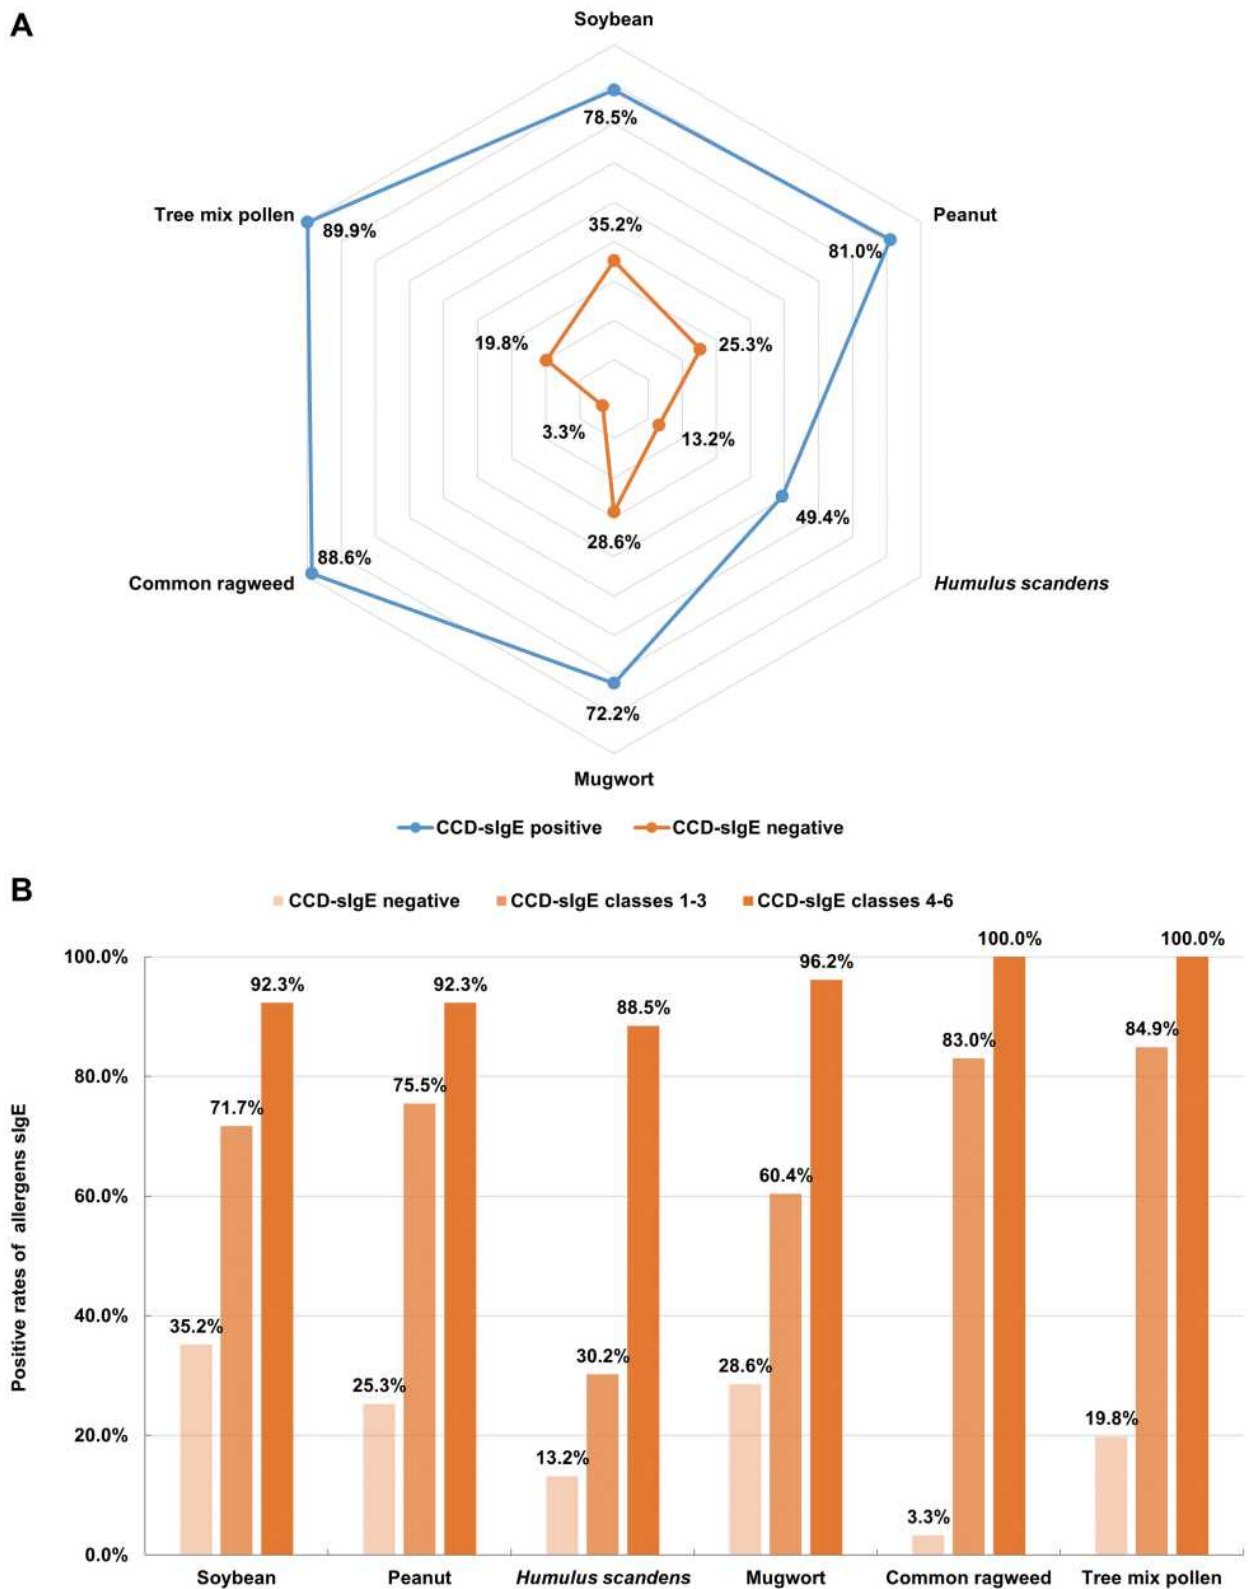 A
Soybean
78.5%
Tree mix pollen
Peanut
89.9%
35.2%
81.0%
19.8%
25.3%
3.3%
13.2%
49.4%
28.6%
88.6%
Common ragweed
Humulus scandens
72.2%
Mugwort
CCD-sIgE positive CCD-sIgE negative
B
CCD-sIgE negative CCD-sIgE classes 1-3 CCD-sIgE classes 4-6
Positive rates of allergens sIgE
100.0%
80.0%
60.0%
40.0%
20.0%
0.0%
35.2% 71.7% 92.3%
25.3% 75.5% 92.3%
13.2% 30.2% 88.5%
28.6% 60.4% 96.2%
3.3% 83.0% 100.0%
19.8% 84.9% 100.0%
Soybean Peanut Humulus scandens Mugwort Common ragweed Tree mix pollen